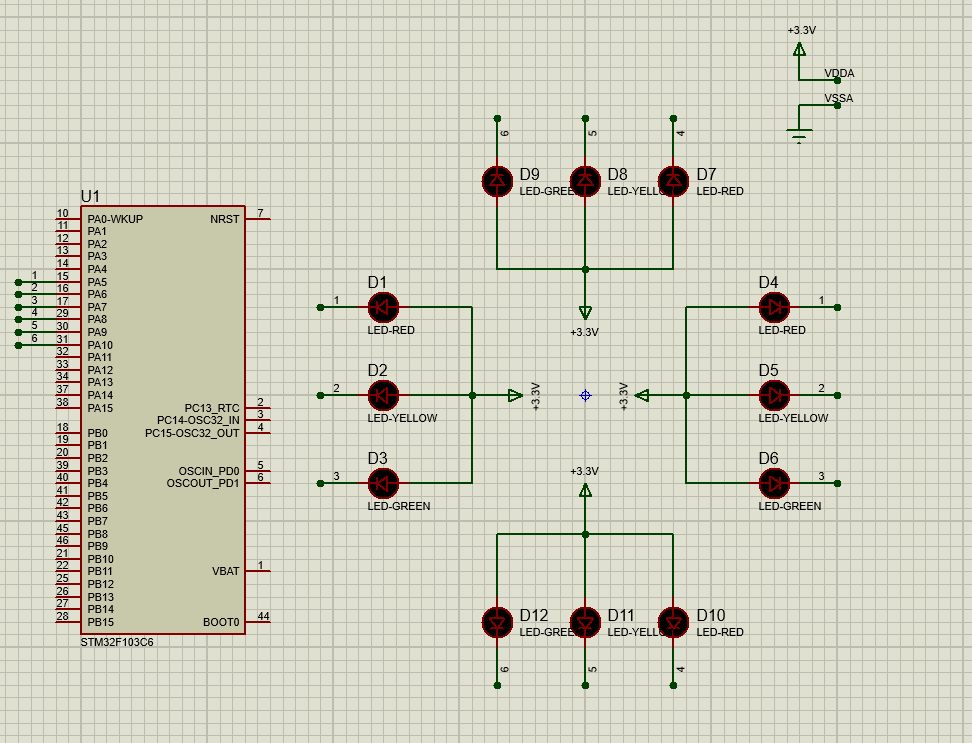 +3.3V
VDDA
VSSA
6
5
4
D9
LED-GREE
D8
LED-YELLO
D7
LED-RED
U1
10 PA0-WKUP NRST 7
11 PA1
12 PA2
13 PA3
14 PA4
1 15 PA5
2 16 PA6
3 17 PA7
4 29 PA8
5 30 PA9
6 31 PA10
32 PA11
33 PA12
34 PA13
37 PA14
38 PA15 PC13_RTC 2
PC14-OSC32_IN 3
18 PB0 PC15-OSC32_OUT 4
19 PB1
20 PB2
39 PB3 OSCIN_PD0 5
40 PB4 OSCOUT_PD1 6
41 PB5
42 PB6
43 PB7
45 PB8
46 PB9
21 PB10
22 PB11 VBAT 1
25 PB12
26 PB13
27 PB14
28 PB15 BOOT0 44
STM32F103C6
D1
1
LED-RED
D2
2
LED-YELLOW
D3
3
LED-GREEN
+3.3V
+3.3V
+3.3V
+3.3V
D4
1
LED-RED
D5
2
LED-YELLOW
D6
3
LED-GREEN
D12
LED-GREE
D11
LED-YELLO
D10
LED-RED
6
5
4